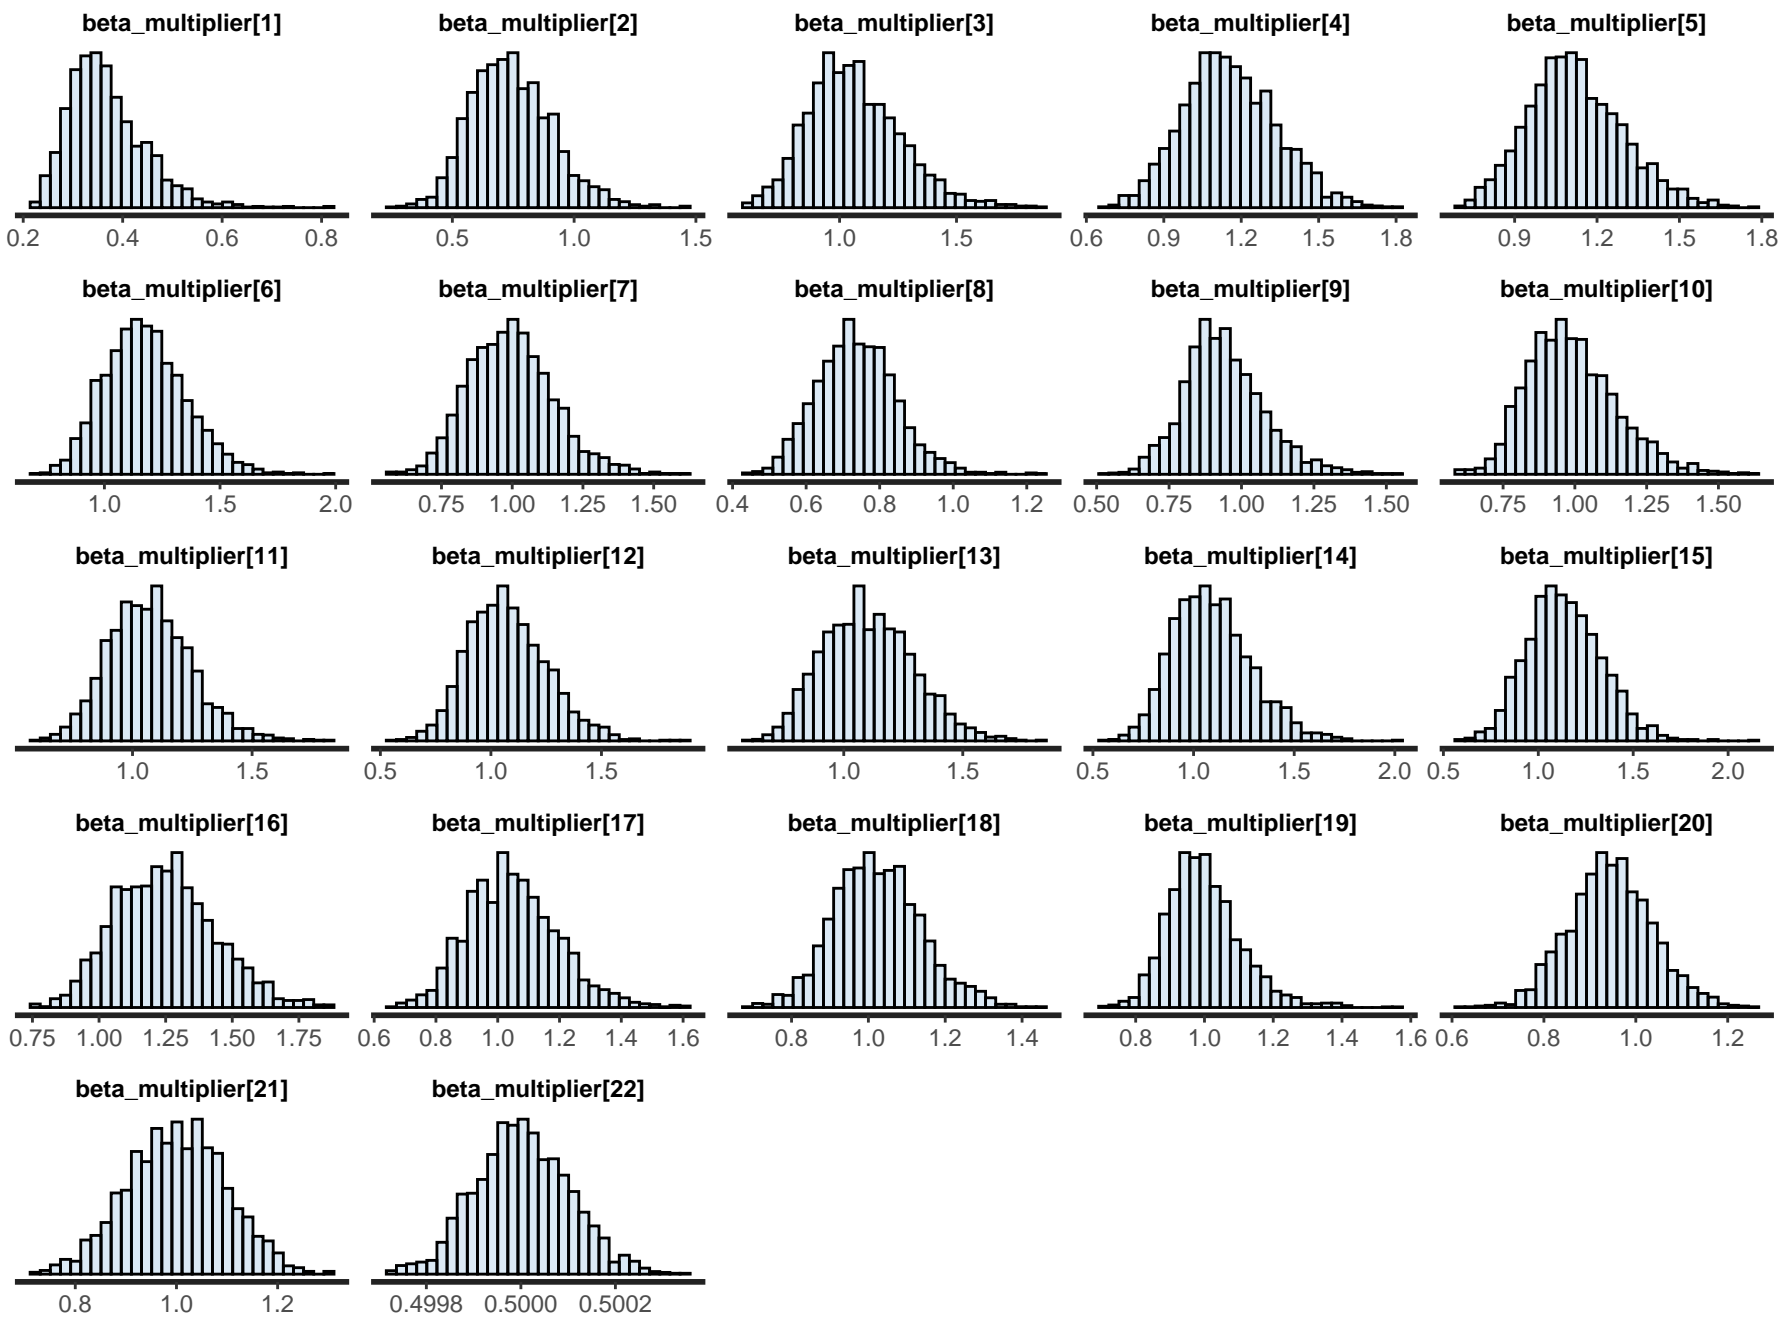 beta_multiplier[1] beta_multiplier[2] beta_multiplier[3] beta_multiplier[4] beta_multiplier[5]
0.2 0.4 0.6 0.8 0.5 1.0 1.5 1.0 1.5 0.6 0.9 1.2 1.5 1.8 0.9 1.2 1.5 1.8
beta_multiplier[6] beta_multiplier[7] beta_multiplier[8] beta_multiplier[9] beta_multiplier[10]
1.0 1.5 2.0 0.75 1.00 1.25 1.50 0.4 0.6 0.8 1.0 1.2 0.50 0.75 1.00 1.25 1.50 0.75 1.00 1.25 1.50
beta_multiplier[11] beta_multiplier[12] beta_multiplier[13] beta_multiplier[14] beta_multiplier[15]
1.0 1.5 0.5 1.0 1.5 1.0 1.5 0.5 1.0 1.5 2.0 0.5 1.0 1.5 2.0
beta_multiplier[16] beta_multiplier[17] beta_multiplier[18] beta_multiplier[19] beta_multiplier[20]
0.75 1.00 1.25 1.50 1.75 0.6 0.8 1.0 1.2 1.4 1.6 0.8 1.0 1.2 1.4 0.8 1.0 1.2 1.4 1.6 0.6 0.8 1.0 1.2
beta_multiplier[21] beta_multiplier[22]
0.8 1.0 1.2 0.4998 0.5000 0.5002